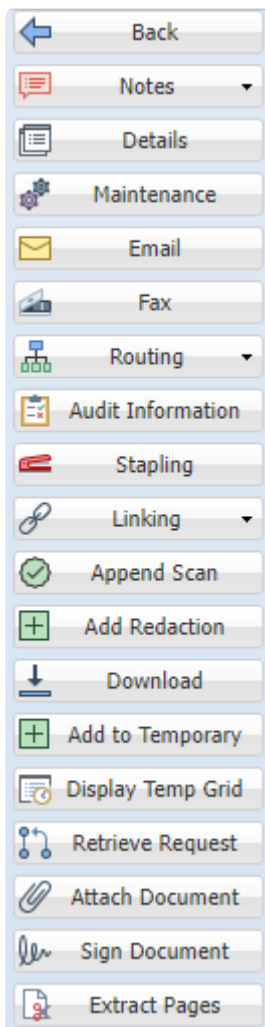 Back
Notes
Details
Maintenance
Email
Fax
Routing
Audit Information
Stapling
Linking
Append Scan
Add Redaction
Download
Add to Temporary
Display Temp Grid
Retrieve Request
Attach Document
Sign Document
Extract Pages